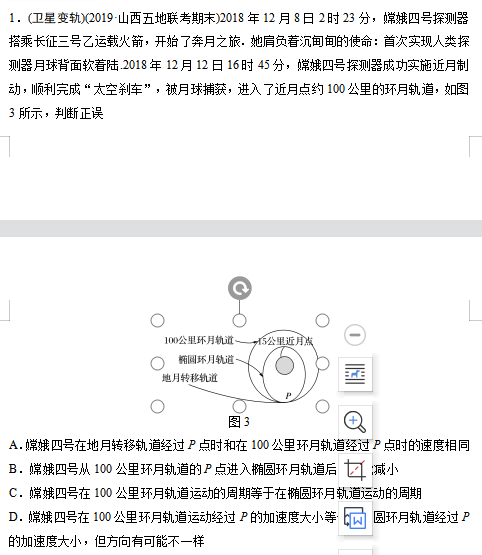 1．(卫星变轨)(2019·山西五地联考期末)2018 年 12 月 8 日 2 时 23 分，嫦娥四号探测器
搭乘长征三号乙运载火箭，开始了奔月之旅．她肩负着沉甸甸的使命：首次实现人类探
测器月球背面软着陆.2018 年 12 月 12 日 16 时 45 分，嫦娥四号探测器成功实施近月制
动，顺利完成“太空刹车”，被月球捕获，进入了近月点约 100 公里的环月轨道，如图
3 所示，判断正误
100公里环月轨道
15公里近月点
椭圆环月轨道
地月转移轨道
P
图 3
A．嫦娥四号在地月转移轨道经过 P 点时和在 100 公里环月轨道经过 P 点时的速度相同
B．嫦娥四号从 100 公里环月轨道的 P 点进入椭圆环月轨道后 减小
C．嫦娥四号在 100 公里环月轨道运动的周期等于在椭圆环月轨道运动的周期
D．嫦娥四号在 100 公里环月轨道运动经过 P 的加速度大小等 圆环月轨道经过 P
的加速度大小，但方向有可能不一样